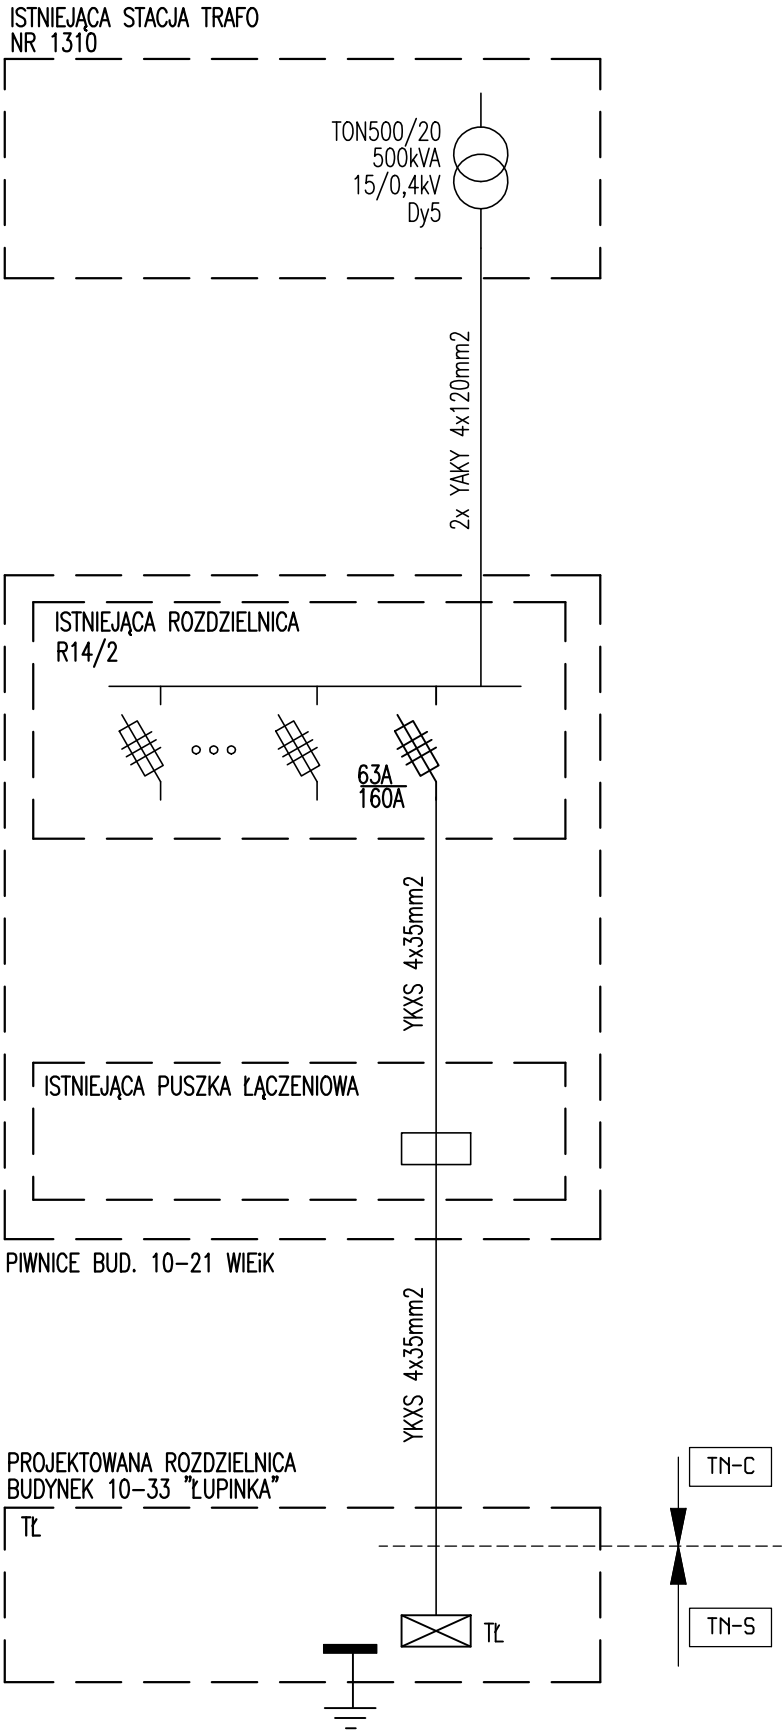 ISTNIEJĄCA STACJA TRAFO
NR 1310
TON500/20
500kVA
15/0,4kV
Dy5
2x YAKY 4x120mm2
ISTNIEJĄCA ROZDZIELNICA
R14/2
63A
160A
YKXS 4x35mm2
ISTNIEJĄCA PUSZKA ŁĄCZENIOWA
PIWNICE BUD. 10-21 WIEiK
YKXS 4x35mm2
PROJEKTOWANA ROZDZIELNICA
BUDYNEK 10-33 "ŁUPINKA"
TŁ
TN-C
TN-S
TŁ